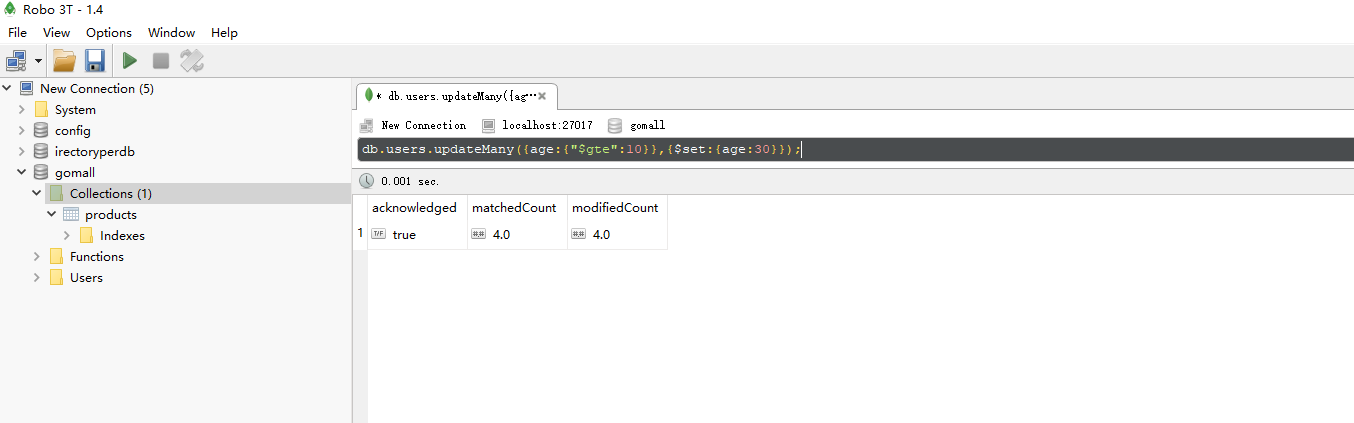 Robo 3T - 1.4
File View Options Window Help
New Connection (5)
System
config
irectoryperdb
gomall
Collections (1)
products
Indexes
Functions
Users
* db.users.updateMany({ag…
New Connection localhost:27017 gomall
db.users.updateMany({age:{"$gte":10}},{$set:{age:30}});
0.001 sec.
acknowledged matchedCount modifiedCount
1 T/F true #.# 4.0 #.# 4.0